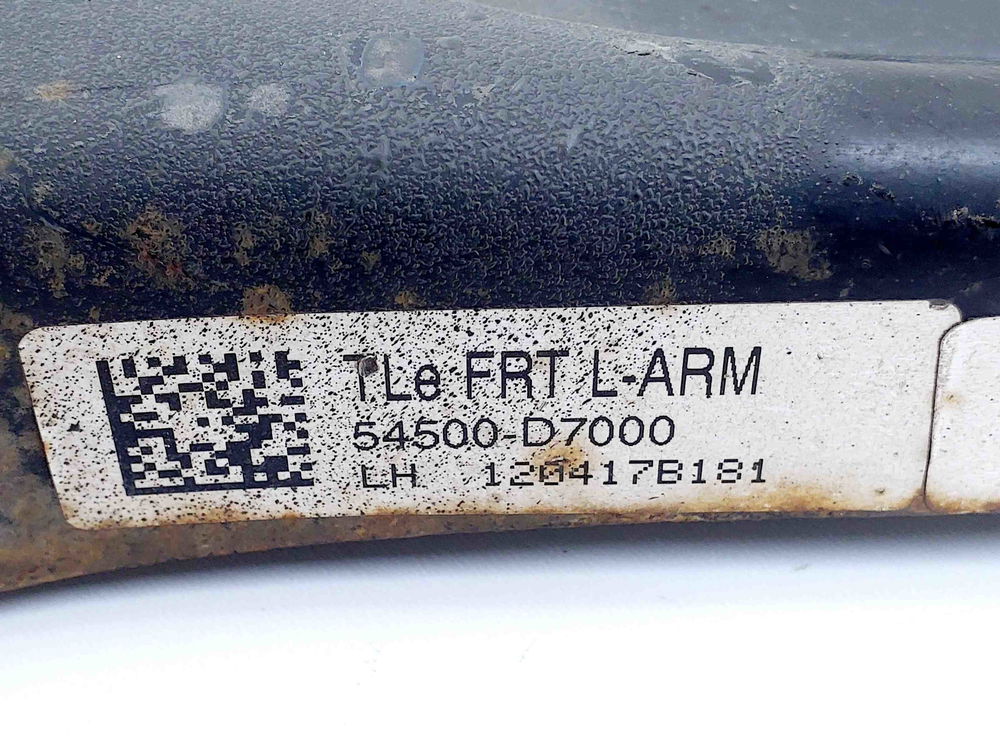 TLe FRT L-ARM
54500-D7000
LH 120417B181